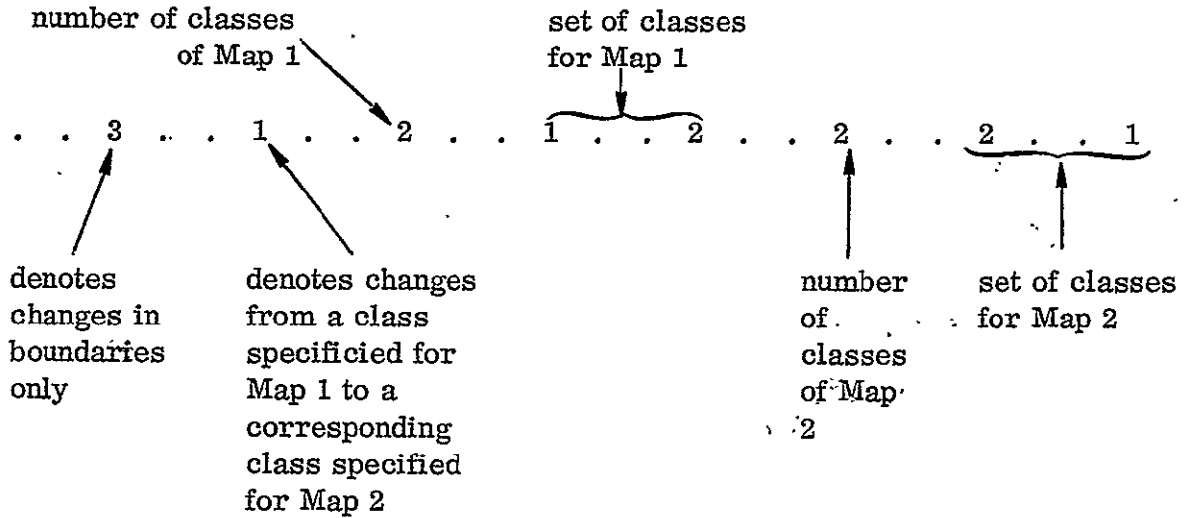 number of classes
of Map 1
set of classes
for Map 1
. . 3 . . 1 . . 2 . . 1 . . 2 . . 2 . . 2 . . 1
denotes
changes in
boundaries
only
denotes changes
from a class
specificied for
Map 1 to a
corresponding
class specified
for Map 2
number
of
classes
of Map
2
set of classes
for Map 2